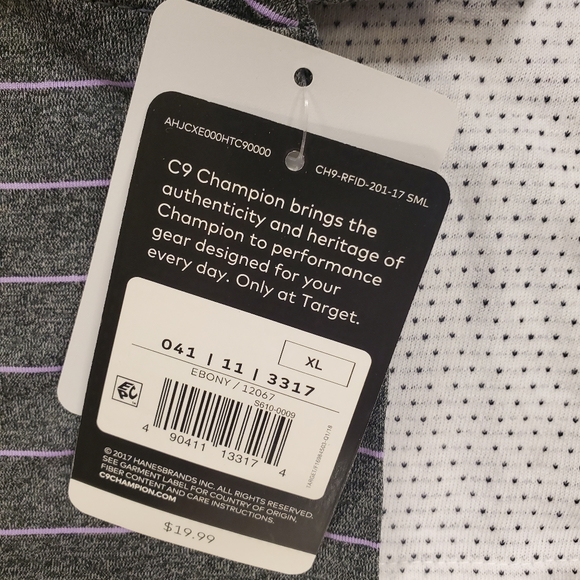 AHJCXE000HTC90000
CH9-RFID-201-17 SML
C9 Champion brings the
authenticity and heritage of
Champion to performance
gear designed for your
every day. Only at Target.
XL
041 | 11 | 3317
EBONY / 12067
S610-0009
EPC
4 90411 13317 4
© 2017 HANESBRANDS INC. ALL RIGHTS RESERVED.
SEE GARMENT LABEL FOR COUNTRY OF ORIGIN,
FIBER CONTENT AND CARE INSTRUCTIONS.
C9CHAMPION.COM
$19.99